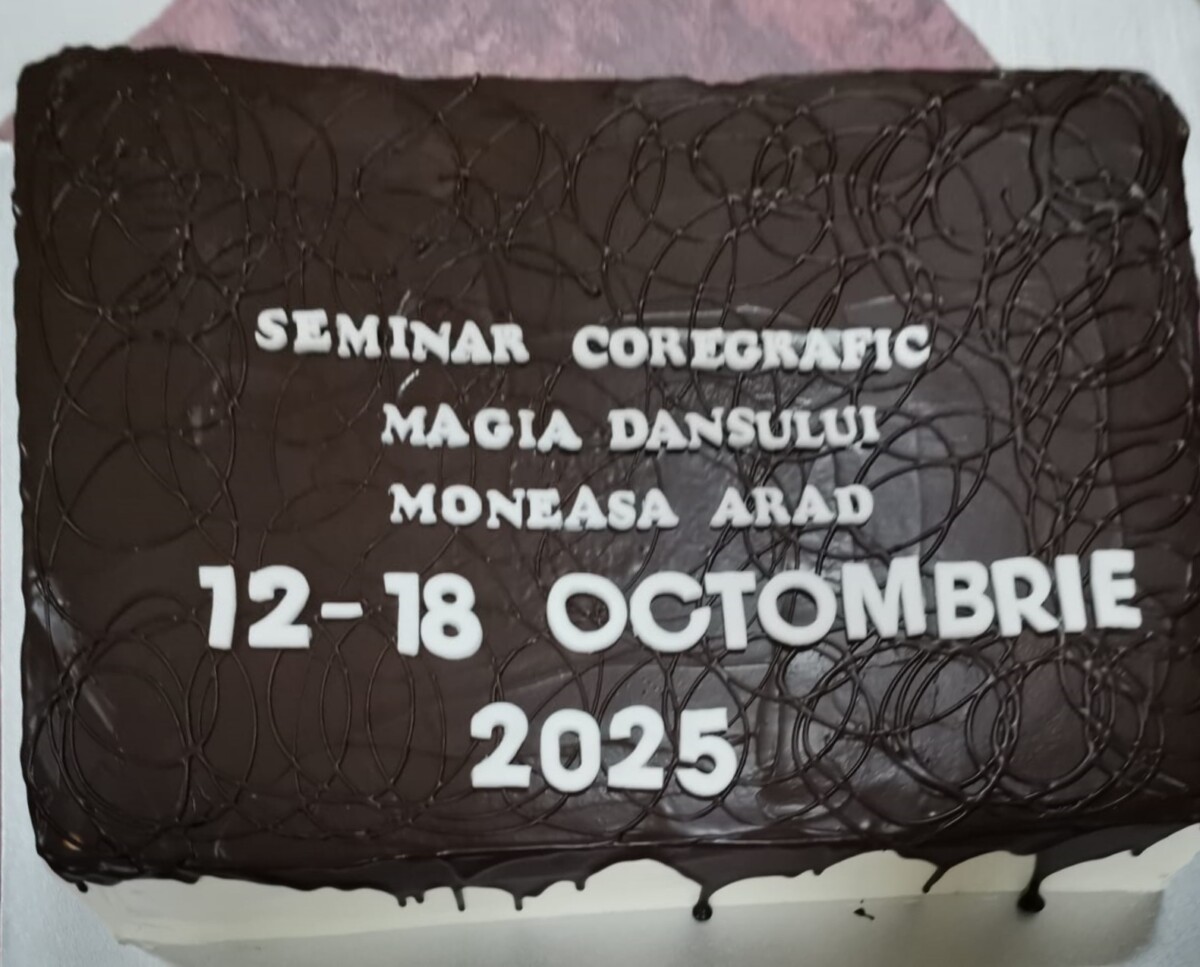 SEMINAR COREGRAFIC
MAGIA DANSULUI
MONEASA ARAD
12-18 OCTOMBRIE
2025